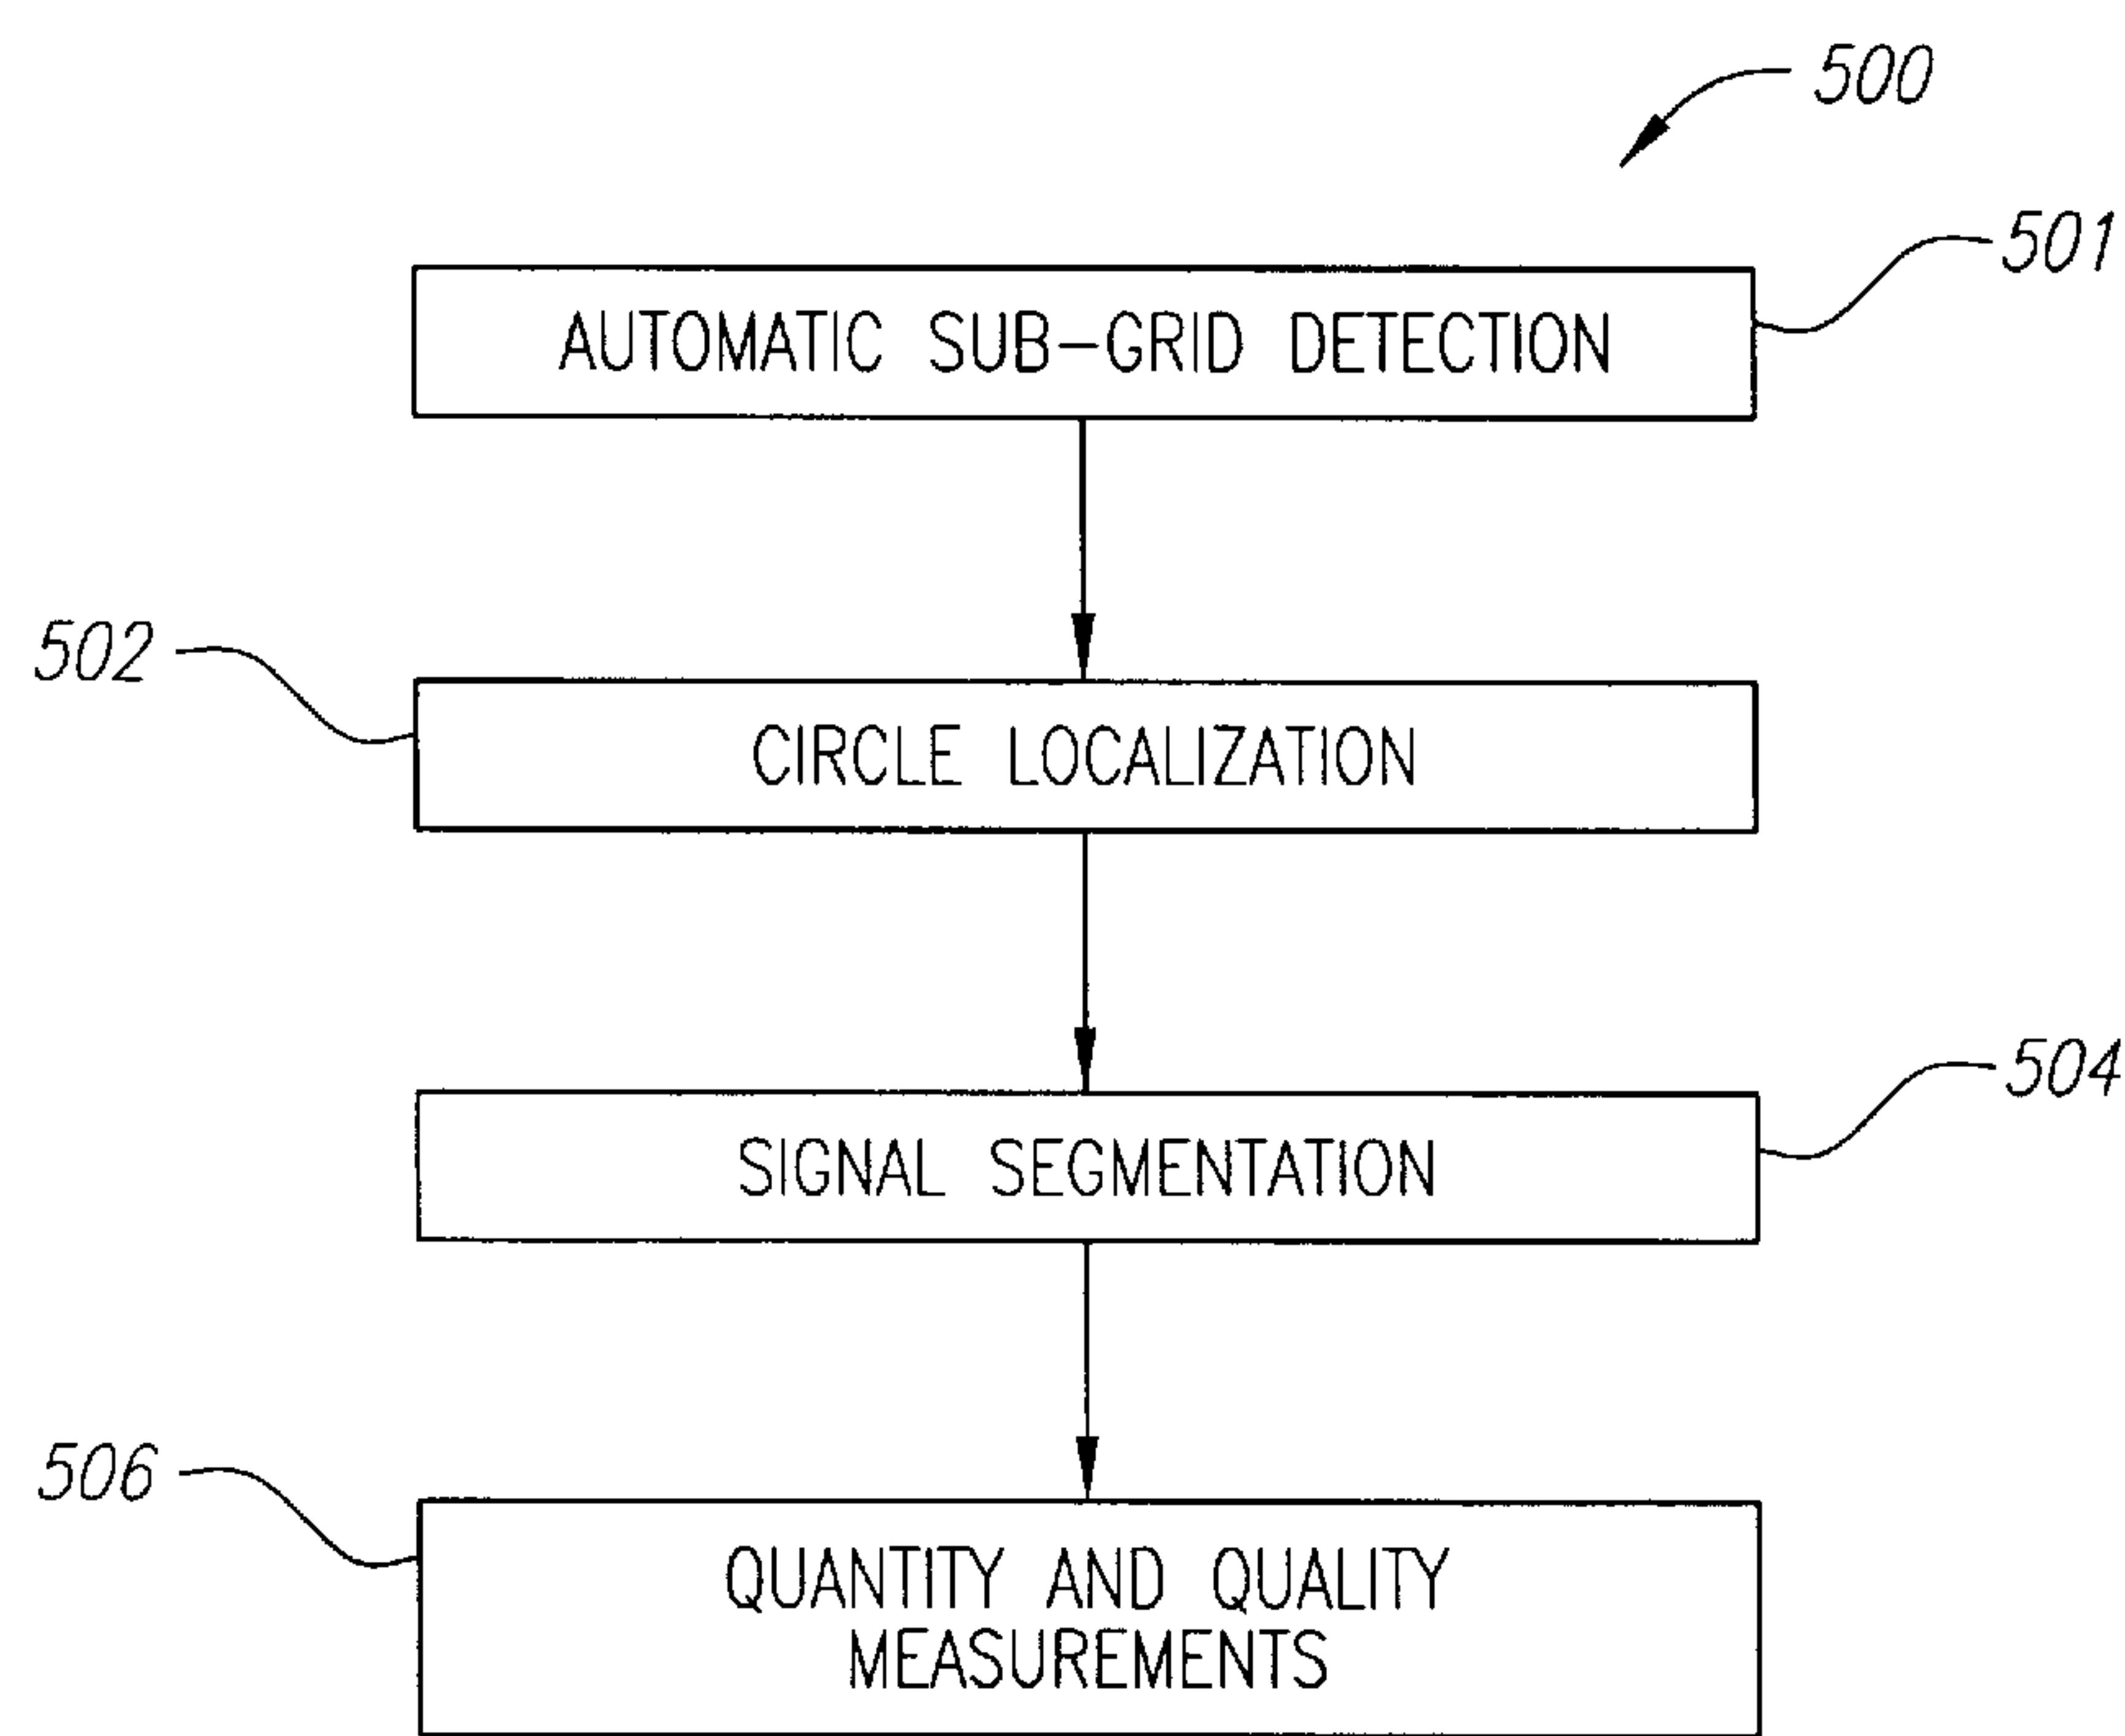 500
501
AUTOMATIC SUB-GRID DETECTION
502
CIRCLE LOCALIZATION
504
SIGNAL SEGMENTATION
506
QUANTITY AND QUALITY
MEASUREMENTS